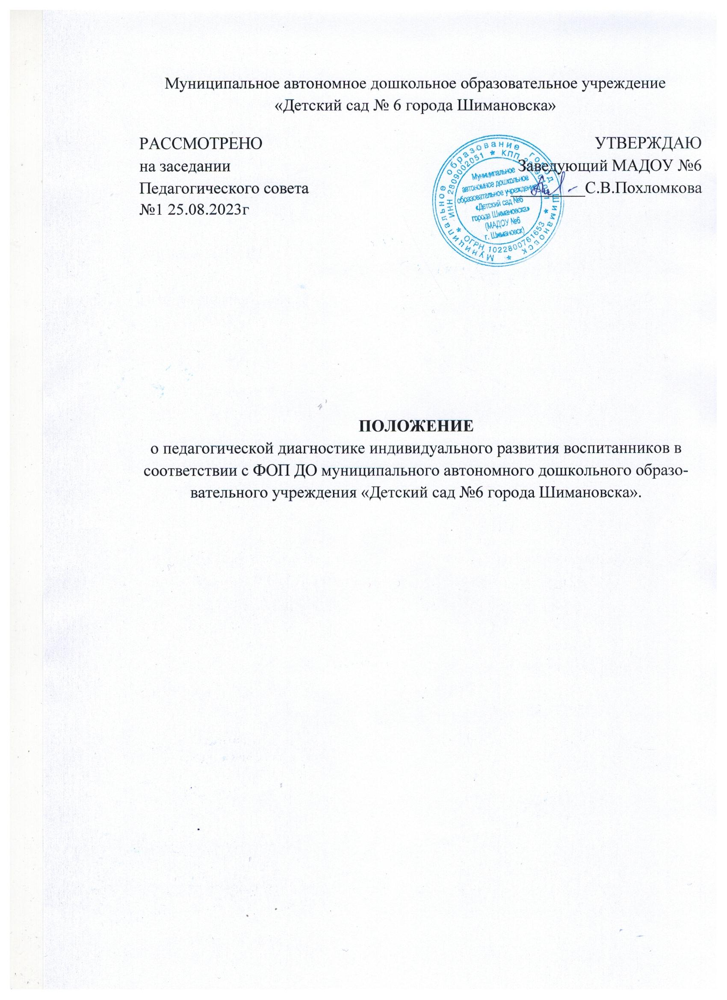 Муниципальное автономное дошкольное образовательное учреждение
«Детский сад № 6 города Шимановска»
РАССМОТРЕНО
на заседании
Педагогического совета
№1 25.08.2023г
УТВЕРЖДАЮ
Заведующий МАДОУ №6
С.В.Похломкова
Муниципальное образование город Шимановск
* ИНН 2809002051 * КПП
* ОГРН 1022800761653 *
Муниципальное
автономное дошкольное
образовательное учреждение
«Детский сад №6
города Шимановска»
(МАДОУ №6
г. Шимановск)
ПОЛОЖЕНИЕ
о педагогической диагностике индивидуального развития воспитанников в
соответствии с ФОП ДО муниципального автономного дошкольного образо-
вательного учреждения «Детский сад №6 города Шимановска».